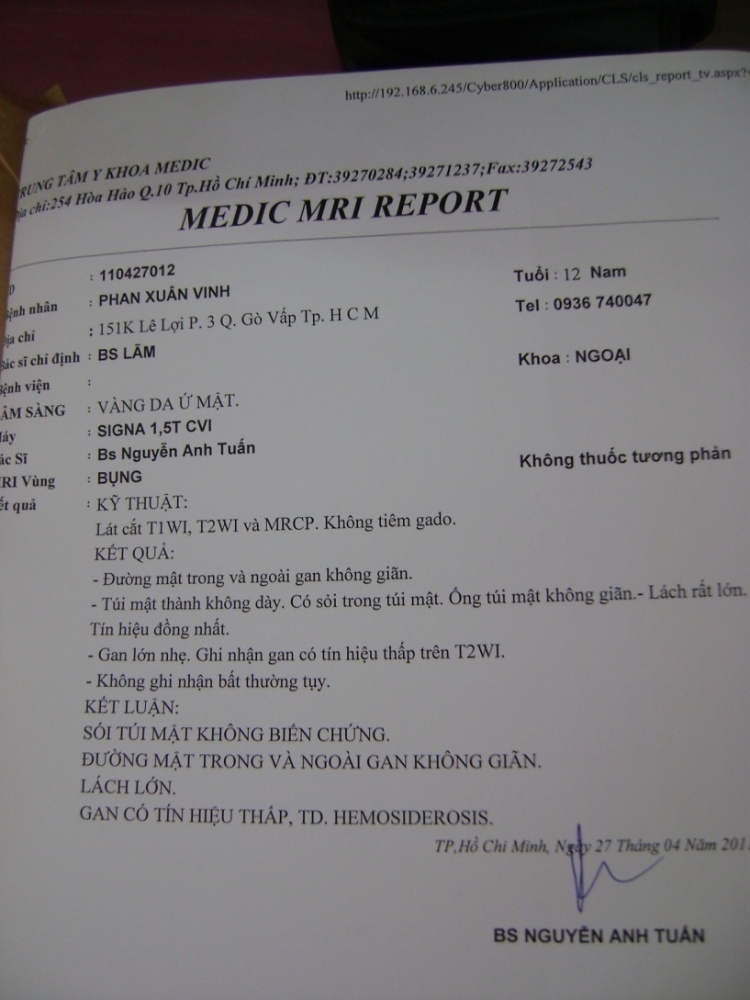 http://192.168.6.245/Cyber800/Application/CLS/cls_report_tv.aspx?
RUNG TÂM Y KHOA MEDIC
ịa chỉ:254 Hòa Hảo Q.10 Tp.Hồ Chí Minh; ĐT:39270284;39271237;Fax:39272543
MEDIC MRI REPORT
D : 110427012 Tuổi : 12 Nam
ệnh nhân : PHAN XUÂN VINH Tel : 0936 740047
ịa chỉ : 151K Lê Lợi P. 3 Q. Gò Vấp Tp. H C M
ác sĩ chỉ định : BS LÃM Khoa : NGOẠI
ệnh viện :
ÂM SÀNG : VÀNG DA Ứ MẬT.
áy : SIGNA 1,5T CVI
ác Sĩ : Bs Nguyễn Anh Tuấn Không thuốc tương phản
RI Vùng : BỤNG
ết quả : KỸ THUẬT:
Lát cắt T1WI, T2WI và MRCP. Không tiêm gado.
KẾT QUẢ:
- Đường mật trong và ngoài gan không giãn.
- Túi mật thành không dày. Có sỏi trong túi mật. Ống túi mật không giãn.- Lách rất lớn.
Tín hiệu đồng nhất.
- Gan lớn nhẹ. Ghi nhận gan có tín hiệu thấp trên T2WI.
- Không ghi nhận bất thường tụy.
KẾT LUẬN:
SỎI TÚI MẬT KHÔNG BIẾN CHỨNG.
ĐƯỜNG MẬT TRONG VÀ NGOÀI GAN KHÔNG GIÃN.
LÁCH LỚN.
GAN CÓ TÍN HIỆU THẤP, TD. HEMOSIDEROSIS.
TP,Hồ Chí Minh, Ngày 27 Tháng 04 Năm 201
BS NGUYỄN ANH TUẤN